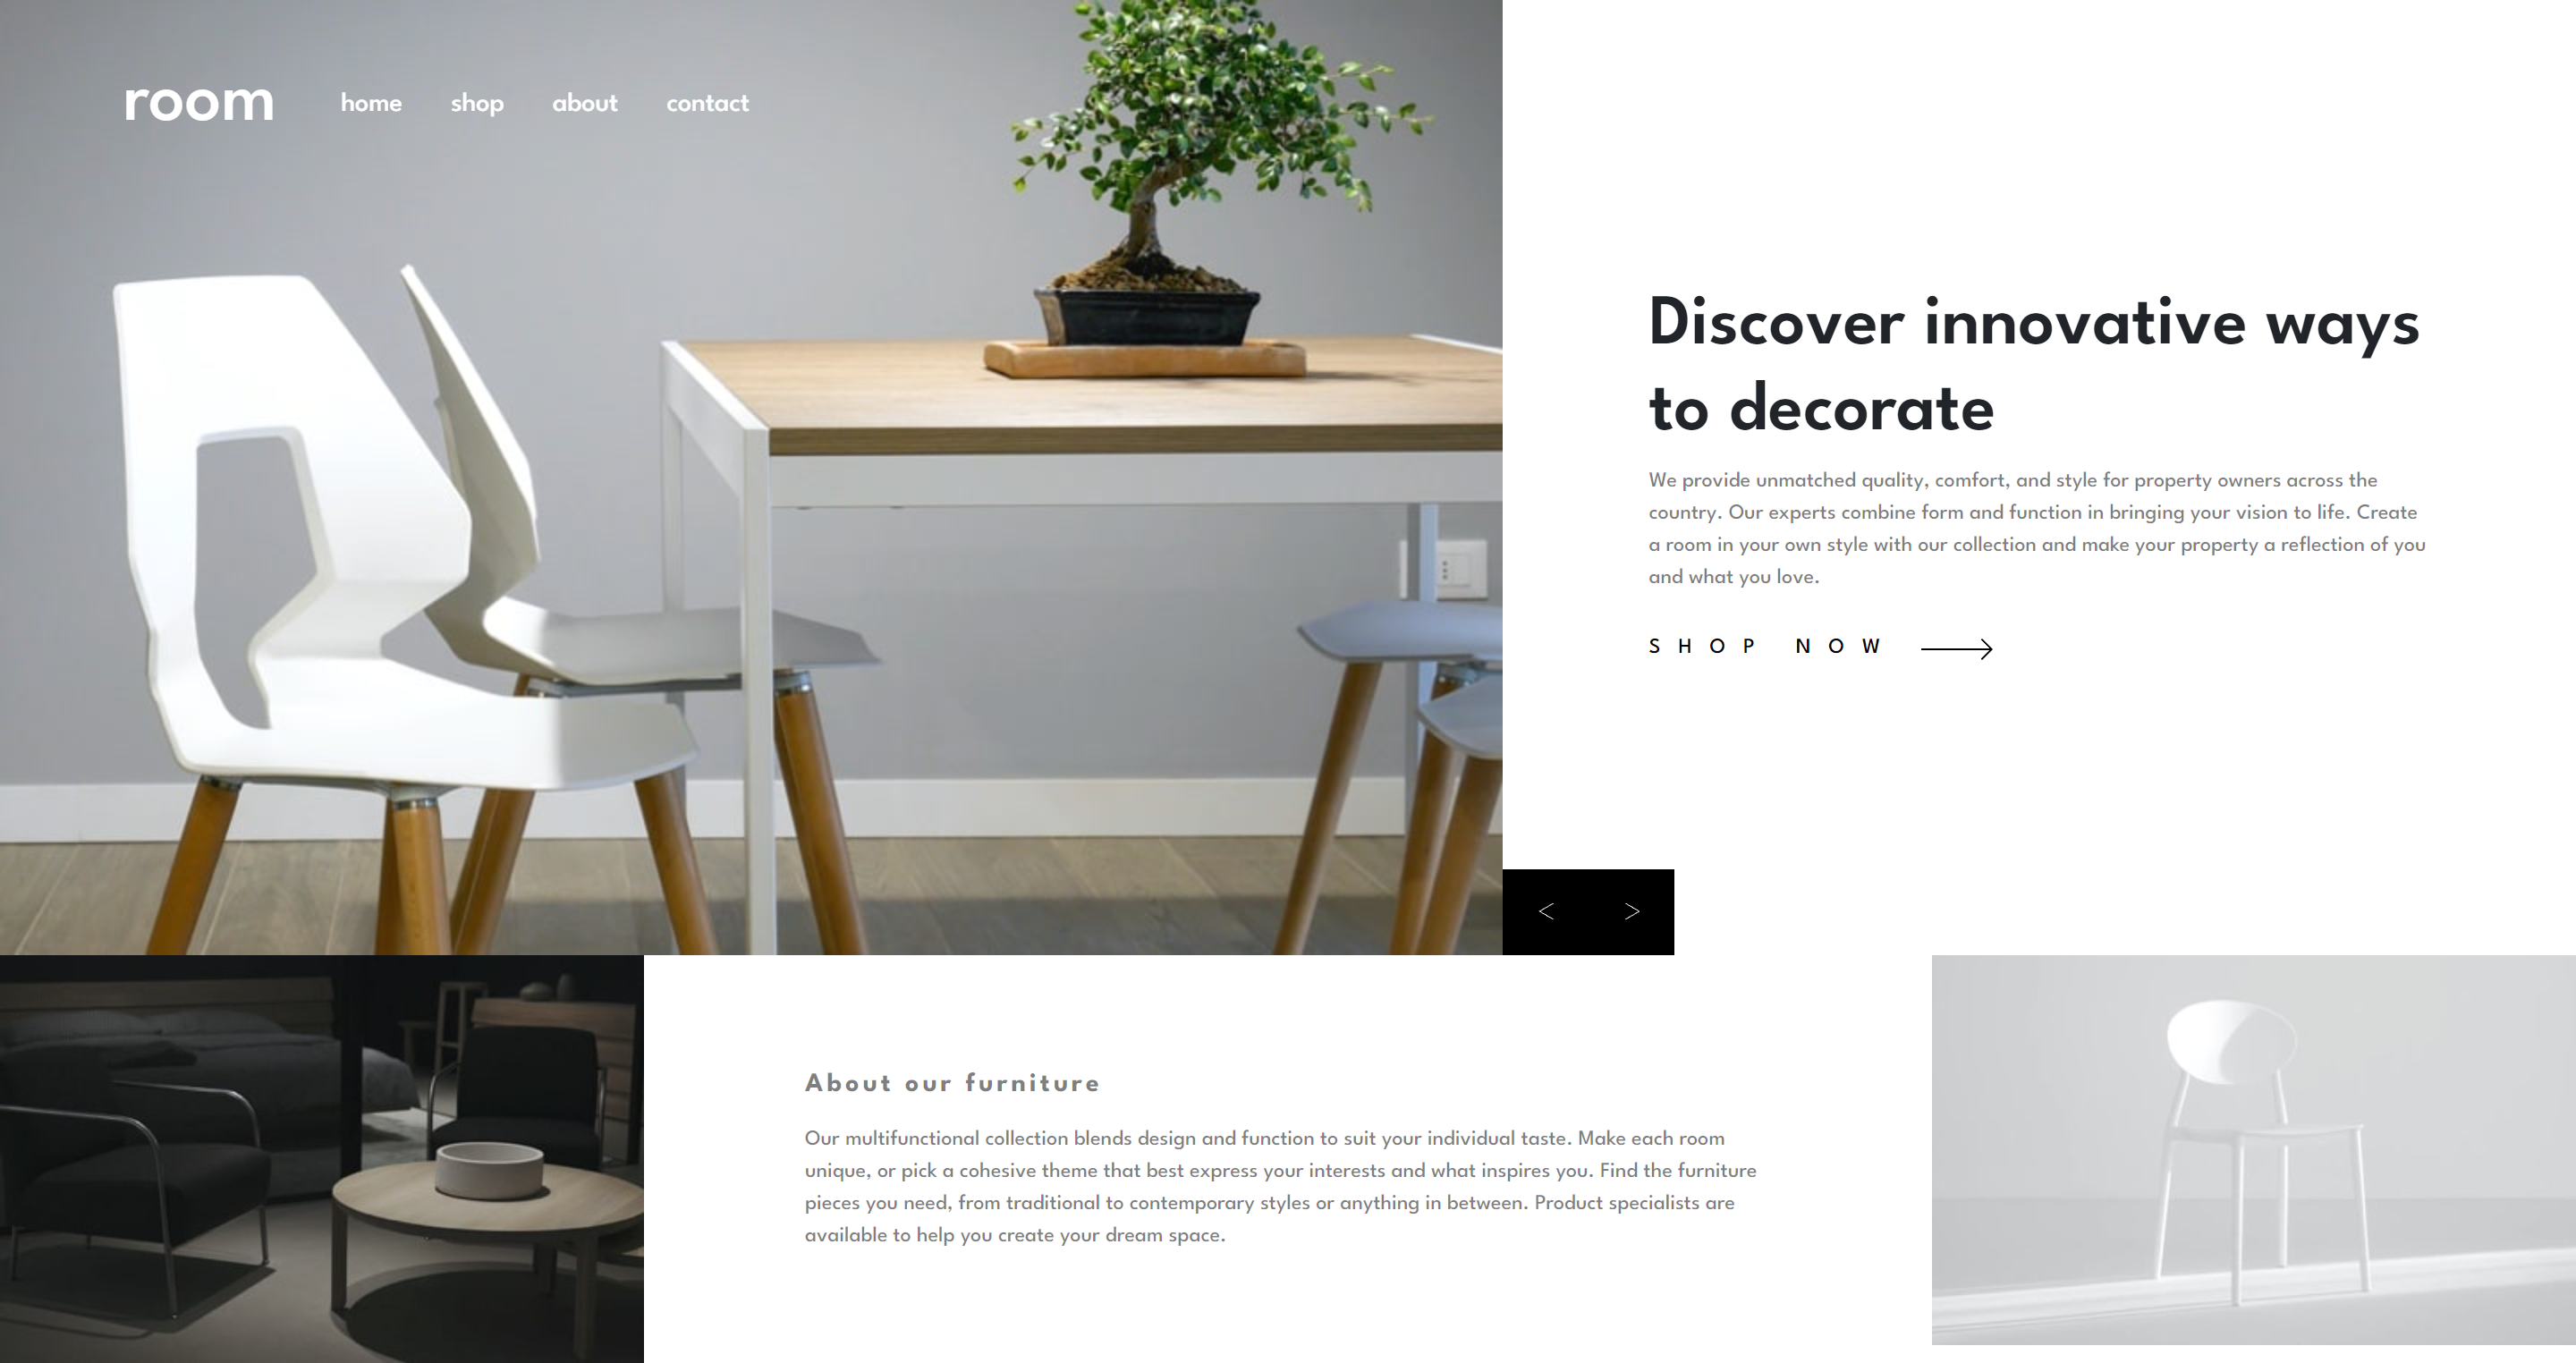 room
home shop about contact
Discover innovative ways
to decorate
We provide unmatched quality, comfort, and style for property owners across the
country. Our experts combine form and function in bringing your vision to life. Create
a room in your own style with our collection and make your property a reflection of you
and what you love.
SHOP NOW
About our furniture
Our multifunctional collection blends design and function to suit your individual taste. Make each room
unique, or pick a cohesive theme that best express your interests and what inspires you. Find the furniture
pieces you need, from traditional to contemporary styles or anything in between. Product specialists are
available to help you create your dream space.